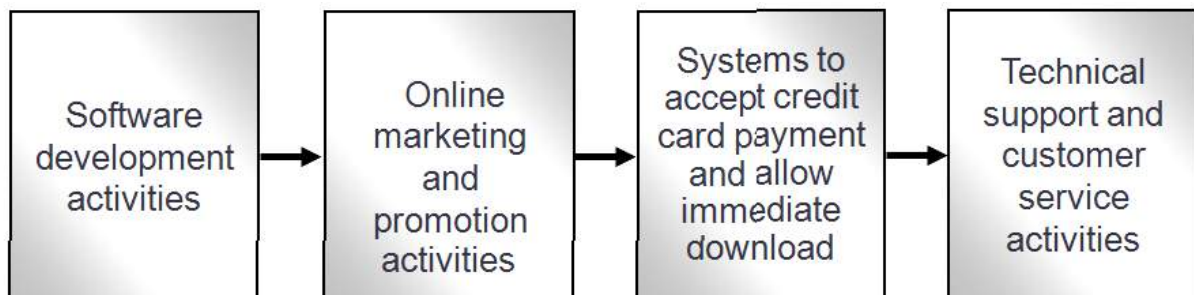 Software
development
activities
Online
marketing
and
promotion
activities
Systems to
accept credit
card payment
and allow
immediate
download
Technical
support and
customer
service
activities